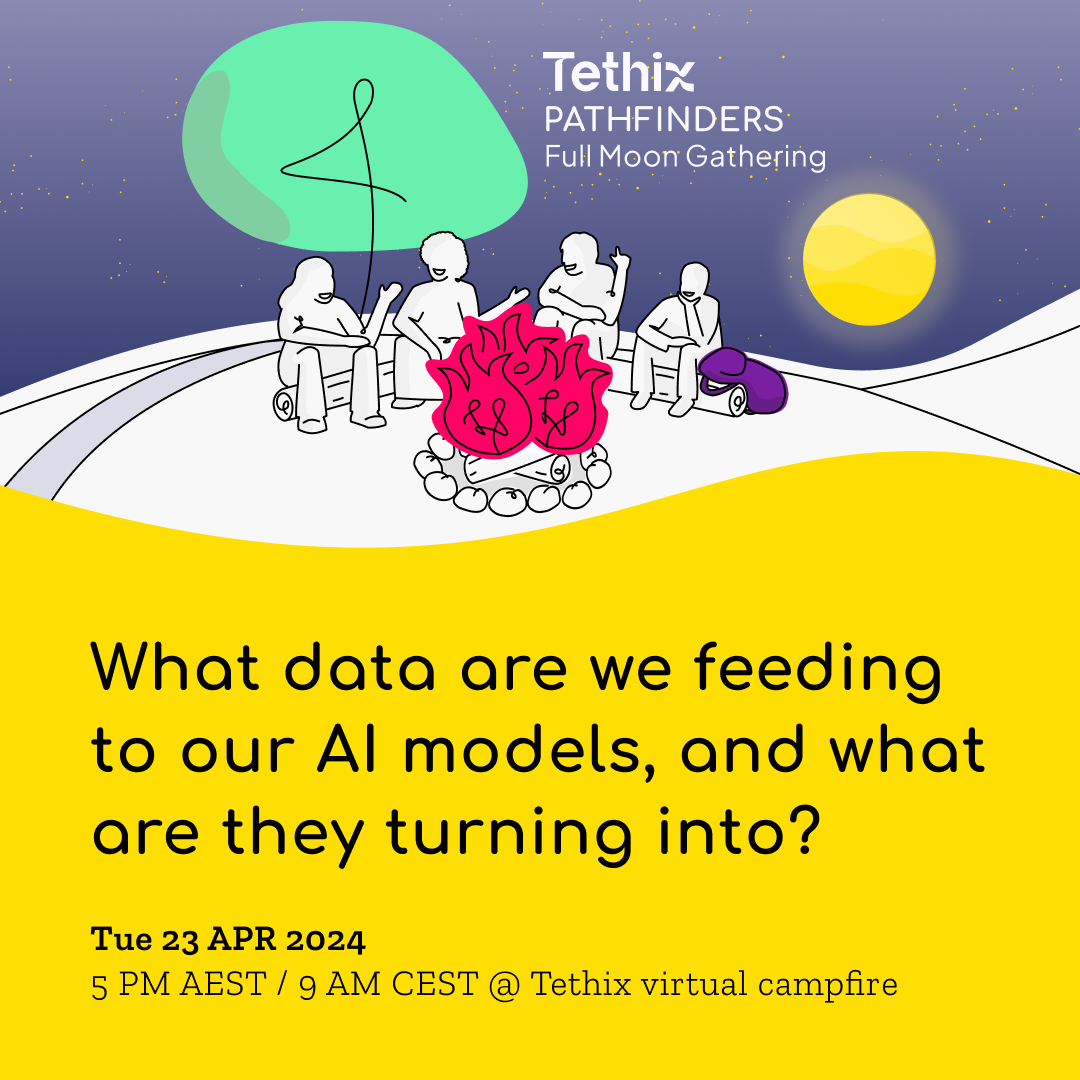 Tethix
PATHFINDERS
Full Moon Gathering
What data are we feeding
to our AI models, and what
are they turning into?
Tue 23 APR 2024
5 PM AEST / 9 AM CEST @ Tethix virtual campfire